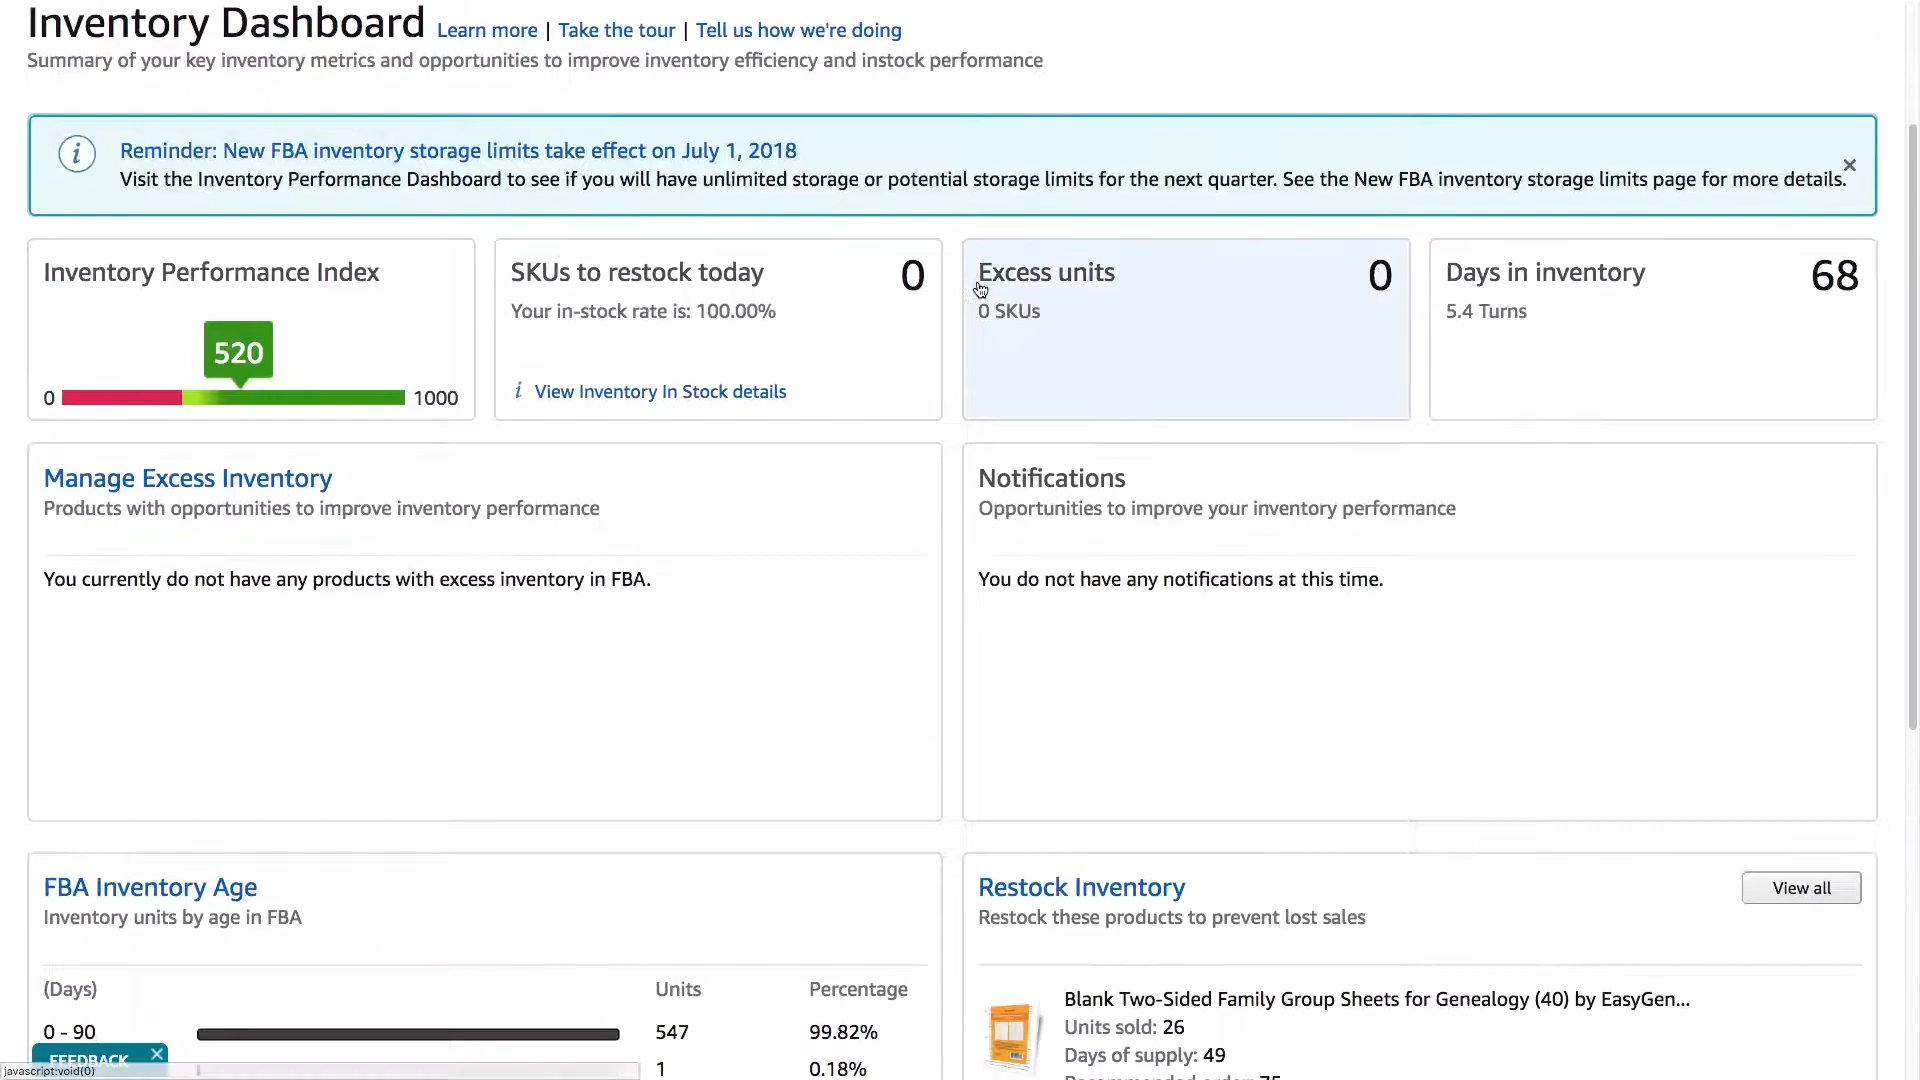 Inventory Dashboard Learn more | Take the tour | Tell us how we're doing
Summary of your key inventory metrics and opportunities to improve inventory efficiency and instock performance
Reminder: New FBA inventory storage limits take effect on July 1, 2018
Visit the Inventory Performance Dashboard to see if you will have unlimited storage or potential storage limits for the next quarter. See the New FBA inventory storage limits page for more details.
Inventory Performance Index
520
0 1000
SKUs to restock today 0
Your in-stock rate is: 100.00%
i View Inventory In Stock details
Excess units 0
0 SKUs
Days in inventory 68
5.4 Turns
Manage Excess Inventory
Products with opportunities to improve inventory performance
You currently do not have any products with excess inventory in FBA.
Notifications
Opportunities to improve your inventory performance
You do not have any notifications at this time.
FBA Inventory Age
Inventory units by age in FBA
(Days) Units Percentage
0 - 90 547 99.82%
1 0.18%
Restock Inventory View all
Restock these products to prevent lost sales
Blank Two-Sided Family Group Sheets for Genealogy (40) by EasyGen...
Units sold: 26
Days of supply: 49
Recommended order: 75
FEEDBACK
javascript:void(0)